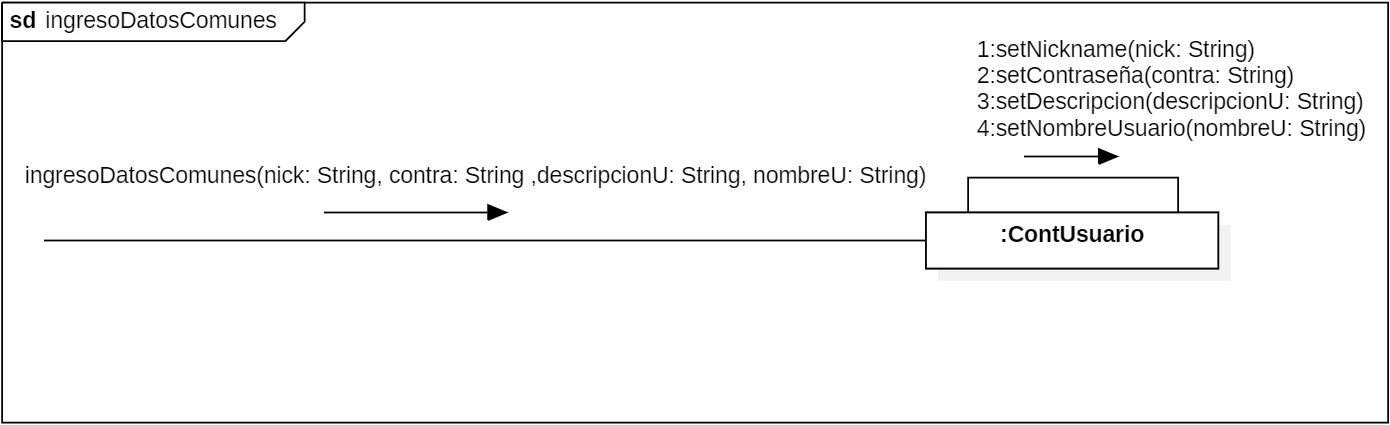 sd ingresoDatosComunes
1:setNickname(nick: String)
2:setContraseña(contra: String)
3:setDescripcion(descripcionU: String)
4:setNombreUsuario(nombreU: String)
ingresoDatosComunes(nick: String, contra: String ,descripcionU: String, nombreU: String)
:ContUsuario